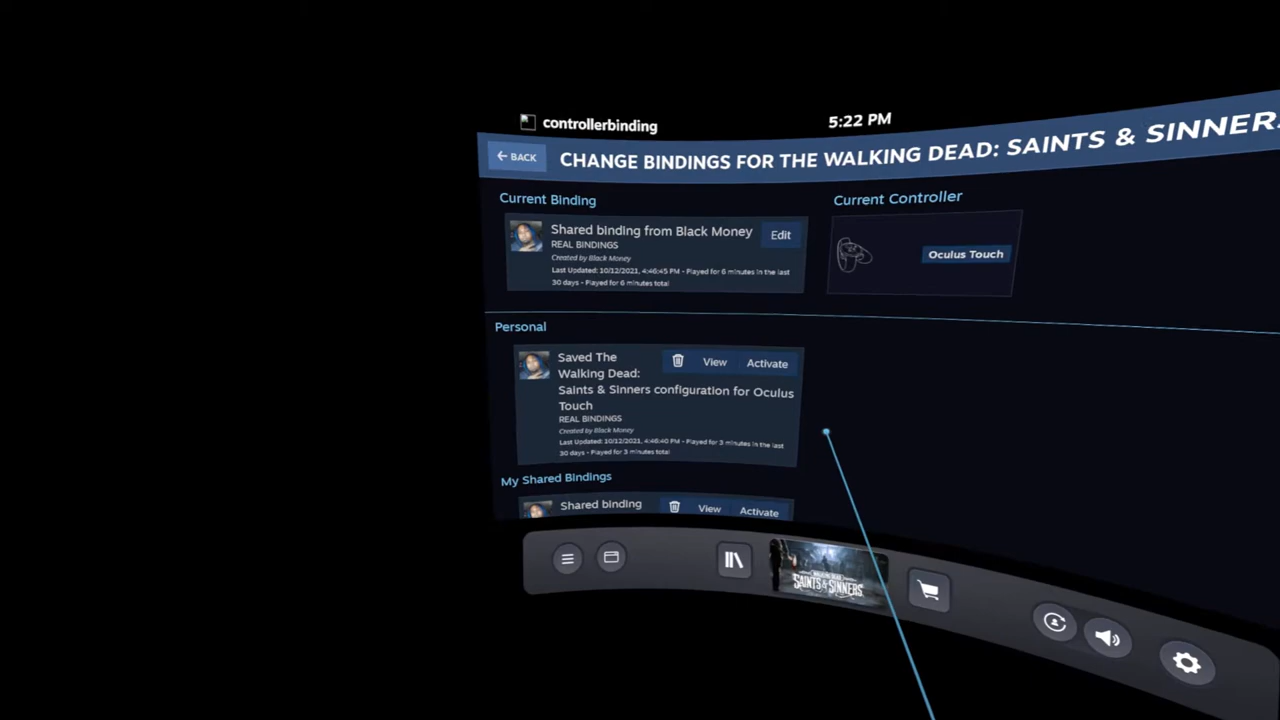 controllerbinding
5:22 PM
← BACK
CHANGE BINDINGS FOR THE WALKING DEAD: SAINTS & SINNERS
Current Binding
Current Controller
Shared binding from Black Money
Edit
REAL BINDINGS
Created by Black Money
Last Updated: 10/12/2021, 4:46:45 PM - Played for 6 minutes in the last
30 days - Played for 6 minutes total
Oculus Touch
Personal
Saved The
Walking Dead:
Saints & Sinners configuration for Oculus
Touch
View
Activate
REAL BINDINGS
Created by Black Money
Last Updated: 10/12/2021, 4:46:40 PM - Played for 3 minutes in the last
30 days - Played for 3 minutes total
My Shared Bindings
Shared binding
View
Activate
SAINTS & SINNERS